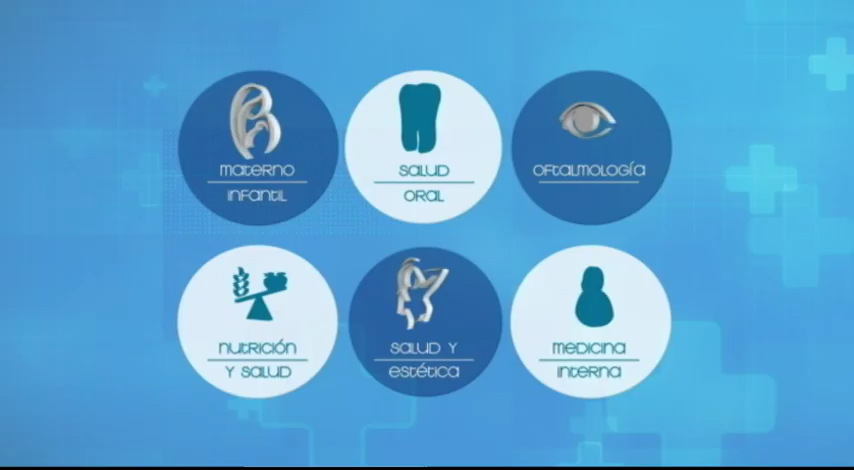 materno
infantil
salud
oral
oftalmología
nutrición
y salud
salud y
estética
medicina
interna